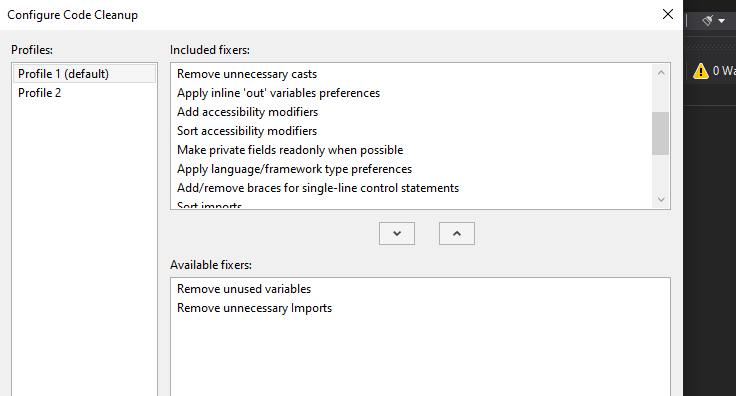 Configure Code Cleanup
Profiles:
Profile 1 (default)
Profile 2
Included fixers:
Remove unnecessary casts
Apply inline 'out' variables preferences
Add accessibility modifiers
Sort accessibility modifiers
Make private fields readonly when possible
Apply language/framework type preferences
Add/remove braces for single-line control statements
Sort imports
Available fixers:
Remove unused variables
Remove unnecessary Imports
0 Wa